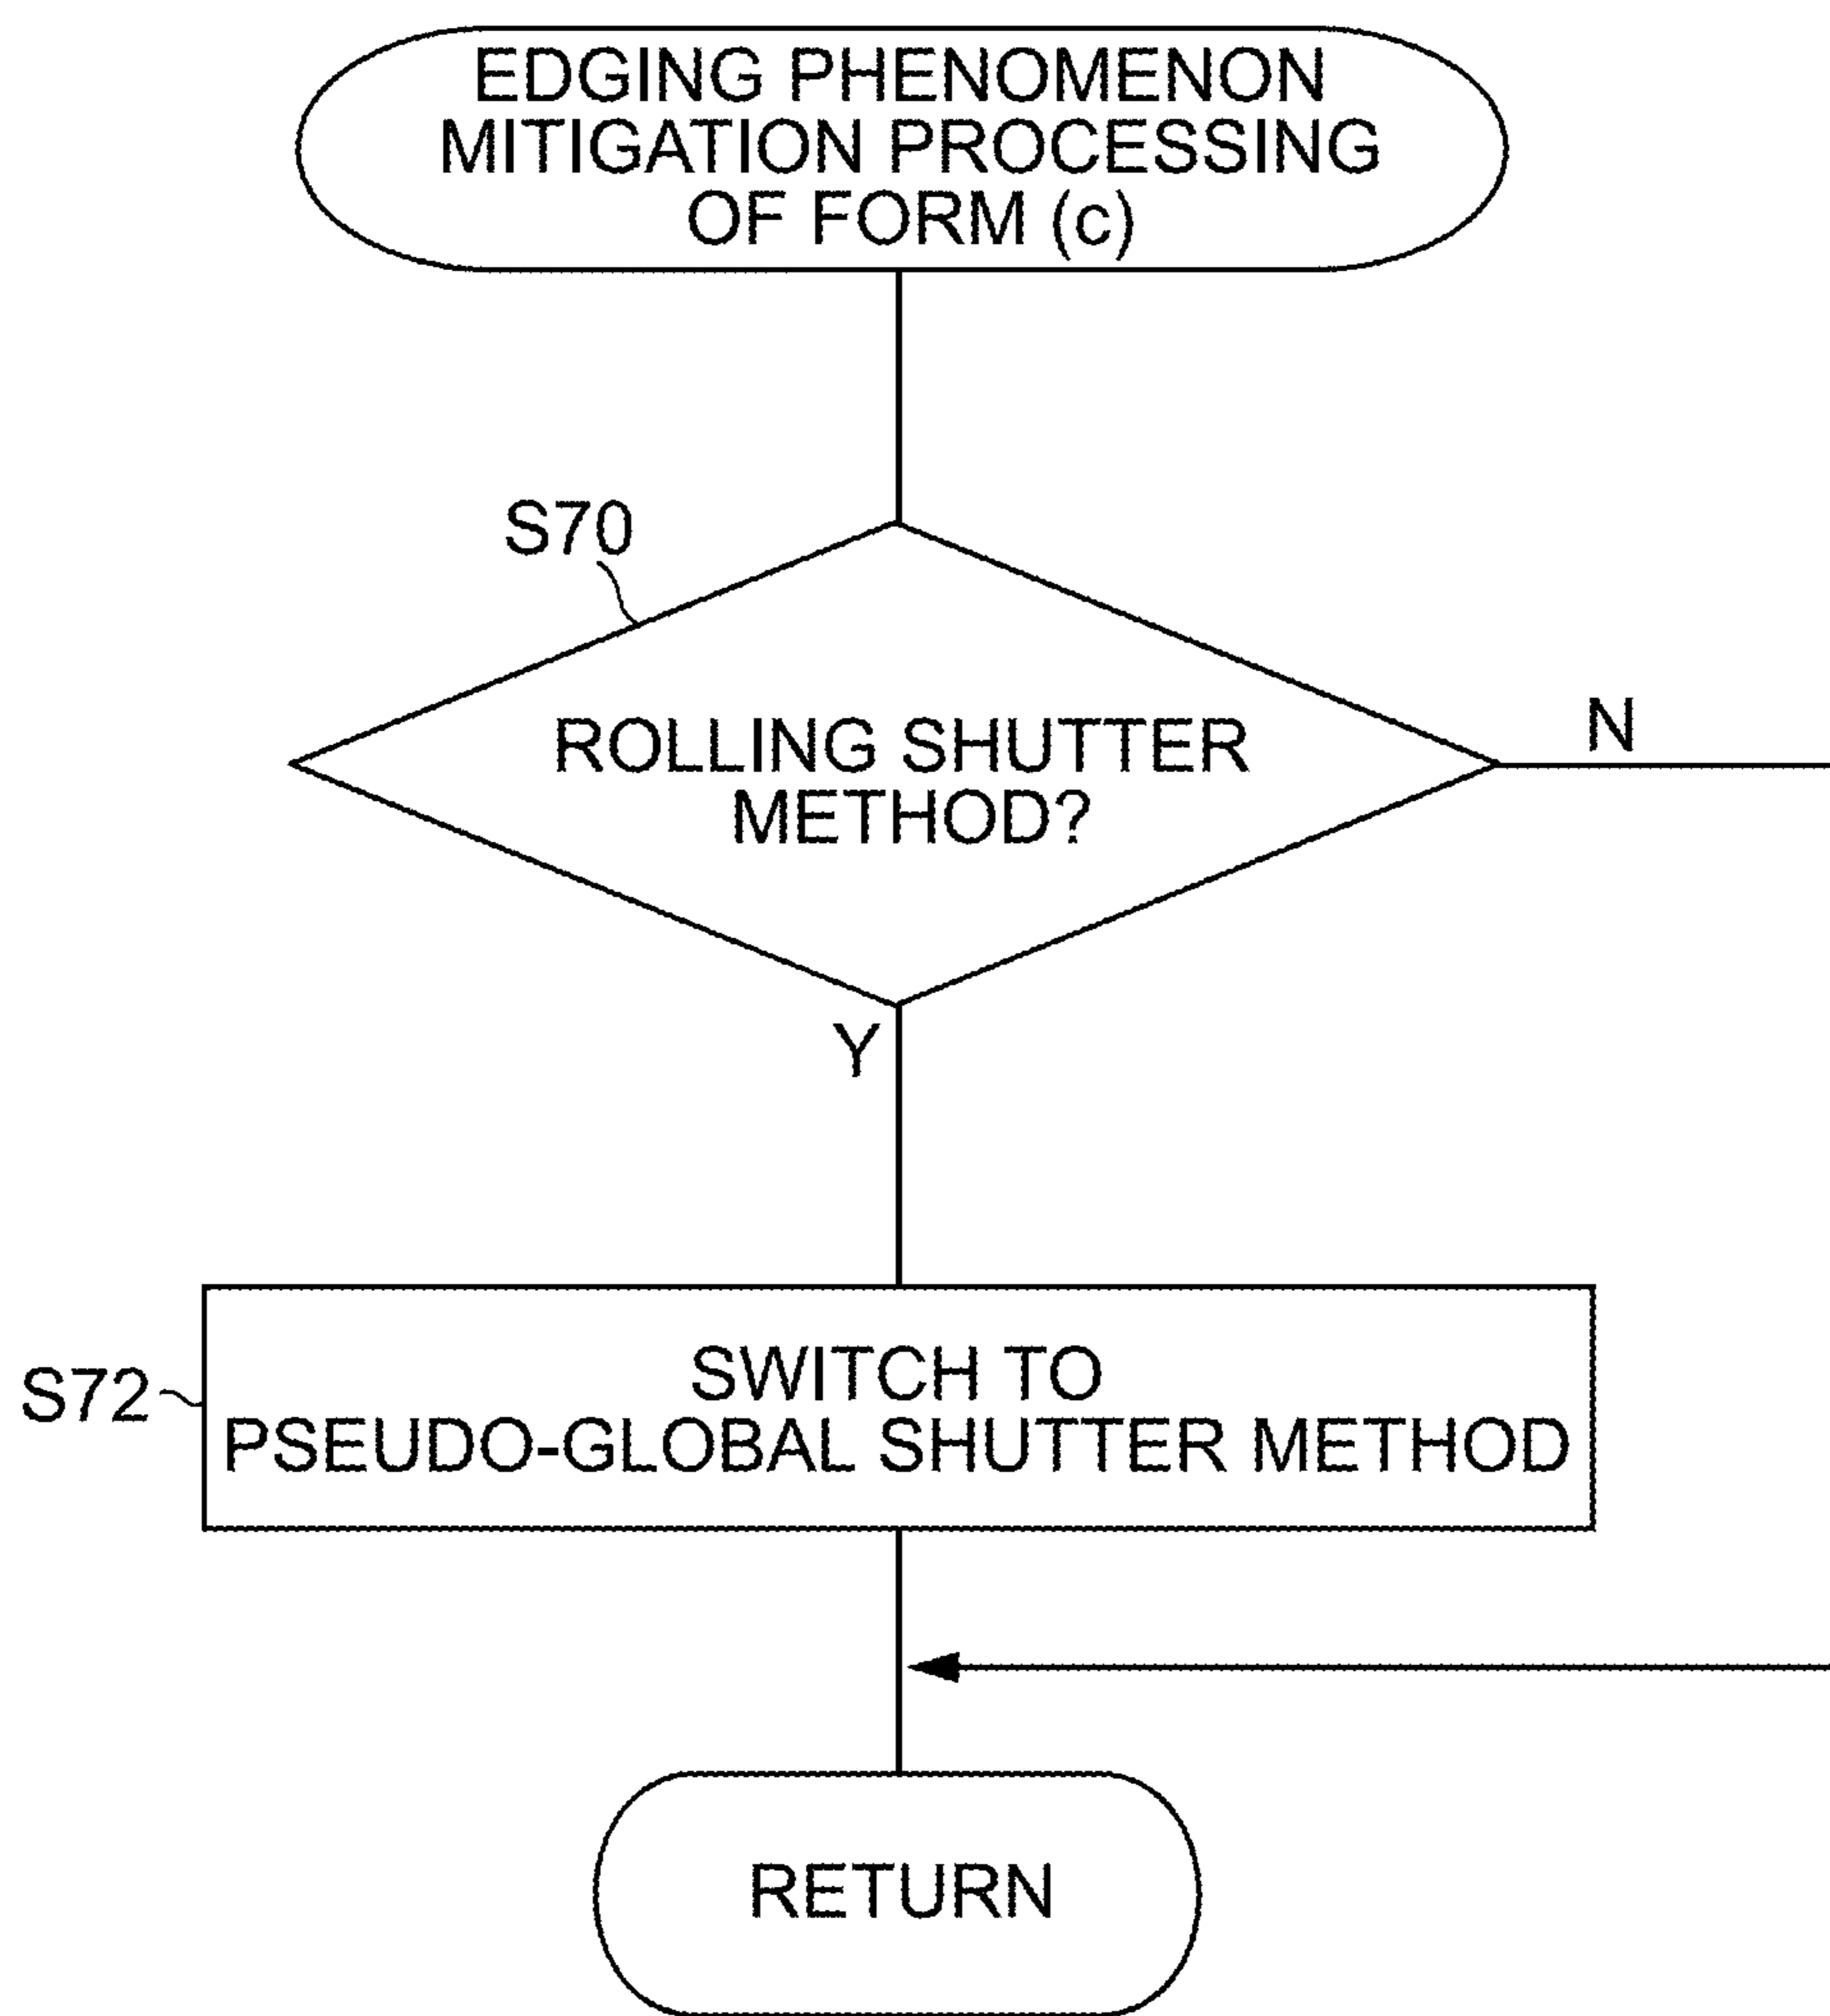 EDGING PHENOMENON
MITIGATION PROCESSING
OF FORM (c)
S70
ROLLING SHUTTER
METHOD?
N
Y
S72
SWITCH TO
PSEUDO-GLOBAL SHUTTER METHOD
RETURN